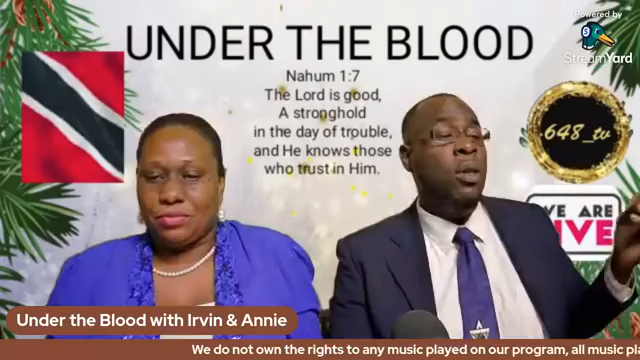 Powered by
StreamYard
UNDER THE BLOOD
Nahum 1:7
The Lord is good,
A stronghold
in the day of trouble,
and He knows those
who trust in Him.
648_tv
WE ARE
LIVE
Under the Blood with Irvin & Annie
We do not own the rights to any music played on our program, all music pla